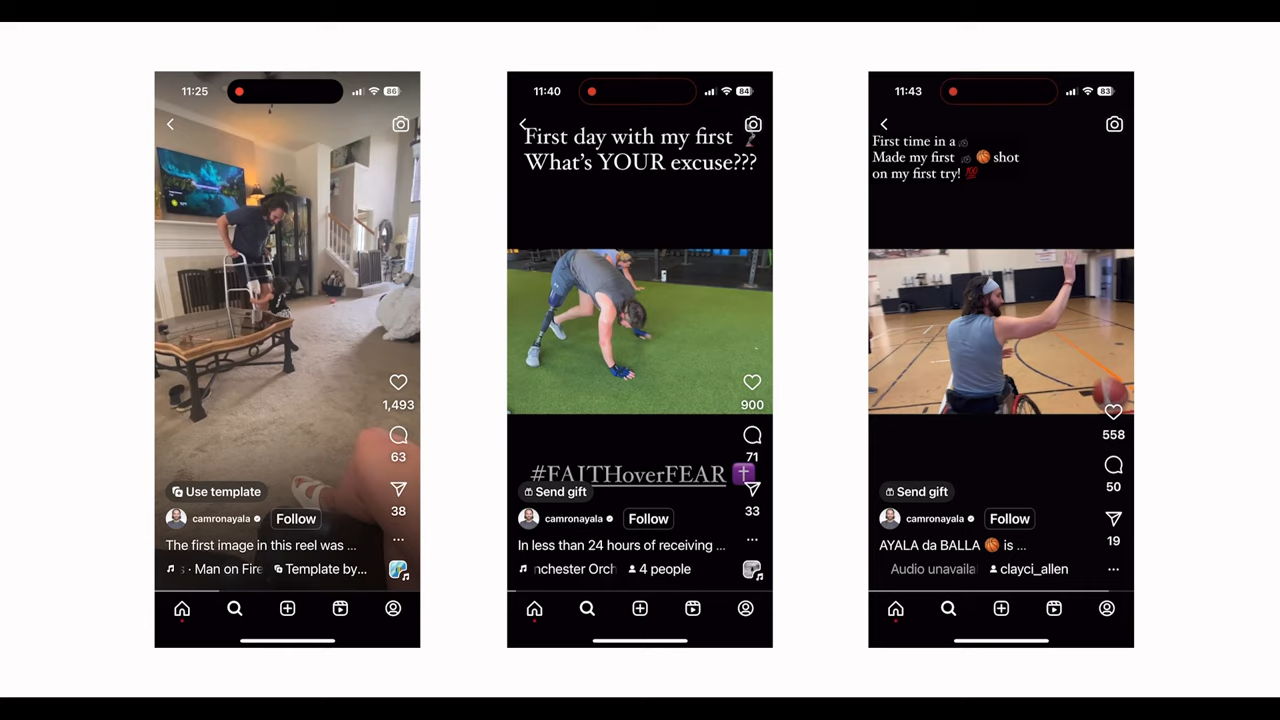 11:25
86
1,493
63
38
Use template
camronayala
Follow
The first image in this reel was ...
s · Man on Fire
Template by...
11:40
84
First day with my first 🦿
What's YOUR excuse???
900
71
#FAITHoverFEAR ✝️
33
Send gift
camronayala
Follow
In less than 24 hours of receiving ...
nchester Orch
4 people
11:43
83
First time in a
Made my first 🏀 shot
on my first try! 💯
558
50
19
Send gift
camronayala
Follow
AYALA da BALLA 🏀 is ...
Audio unavaila
clayci_allen